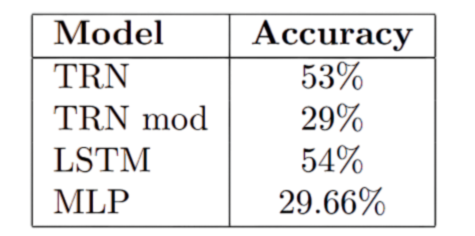 Model Accuracy
TRN 53%
TRN mod 29%
LSTM 54%
MLP 29.66%